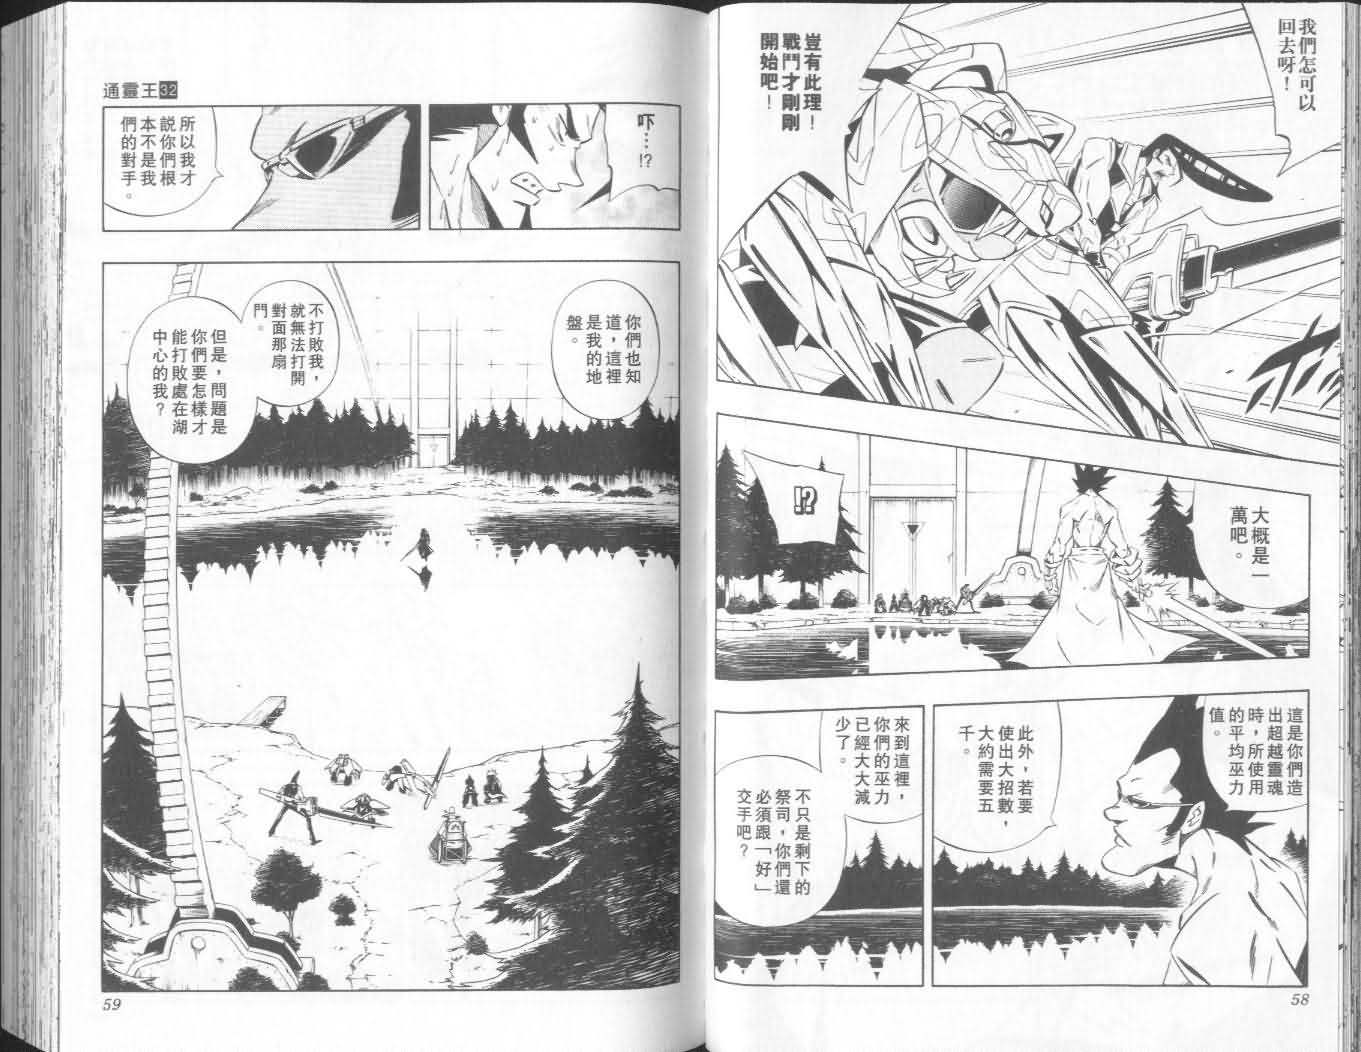 我們怎可以
回去呀！
豈有此理！
戰鬥才剛剛
開始吧！
!?
大概是一
萬吧。
這是你們造
出超越靈魂
時，所使用
的平均巫力
值。
此外，若要
使出大招數，
大約需要五
千。
來到這裡，
你們的巫力
已經大大減
少了。
不只是剩下的
祭司，你們還
必須跟「好」
交手吧？
58
通靈王32
吓…!?
所以我才
說你們根
本不是我
們的對手。
你們也知
道，這裡
是我的地
盤。
不打敗我，
就無法打開
對面那扇
門。
但是，問題是
你們要怎樣才
能打敗處在湖
中心的我？
59